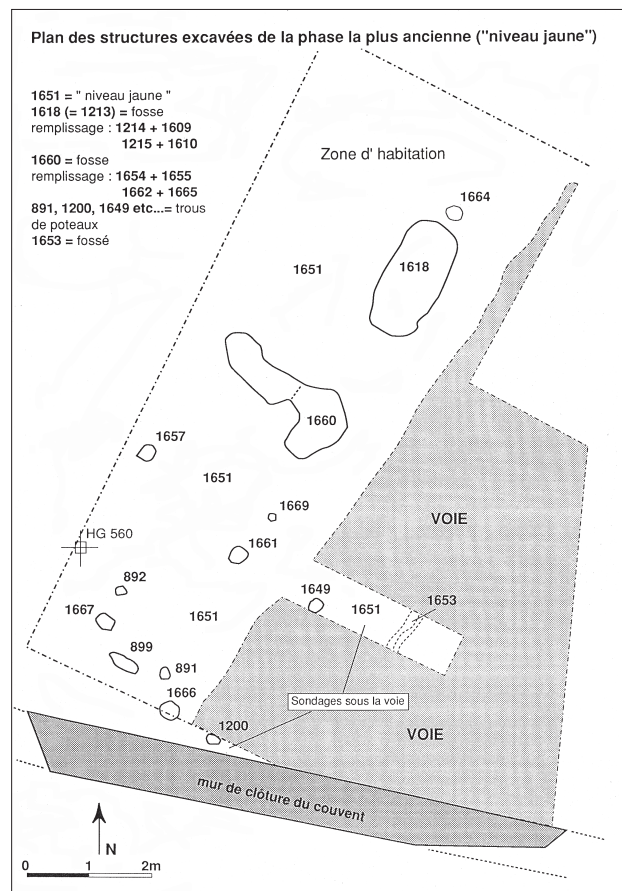 Plan des structures excavées de la phase la plus ancienne ("niveau jaune")
1651 = " niveau jaune "
1618 (= 1213) = fosse
remplissage : 1214 + 1609
1215 + 1610
1660 = fosse
remplissage : 1654 + 1655
1662 + 1665
891, 1200, 1649 etc...= trous
de poteaux
1653 = fossé
Zone d' habitation
1664
1651
1618
1660
1657
1651
1669
VOIE
HG 560
1661
892
1649
1651
1653
1667
1651
899
891
1666
Sondages sous la voie
1200
VOIE
mur de clôture du couvent
N
0 1 2m